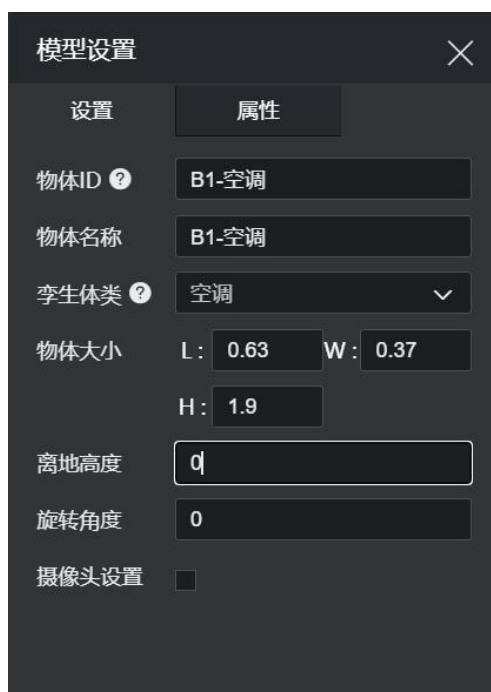 模型设置
设置 属性
物体ID ? B1-空调
物体名称 B1-空调
孪生体类 ? 空调
物体大小 L: 0.63 W: 0.37
H: 1.9
离地高度 0
旋转角度 0
摄像头设置